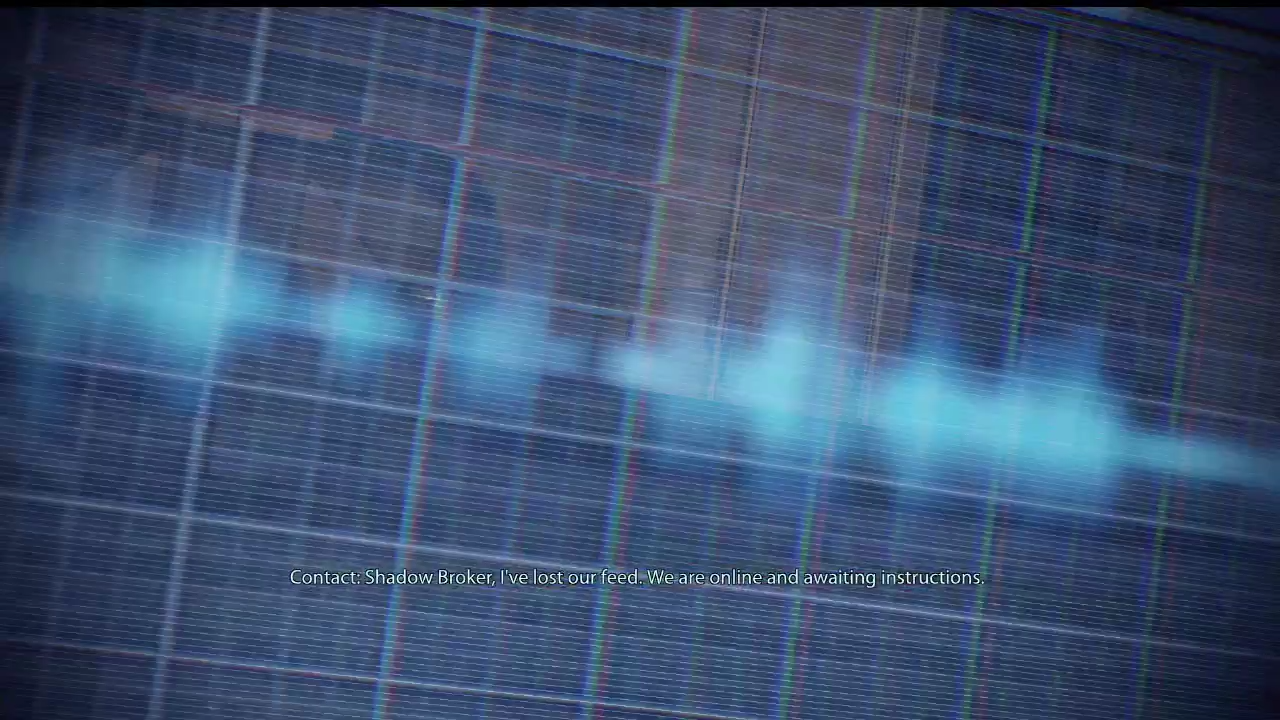 Contact: Shadow Broker, I've lost our feed. We are online and awaiting instructions.